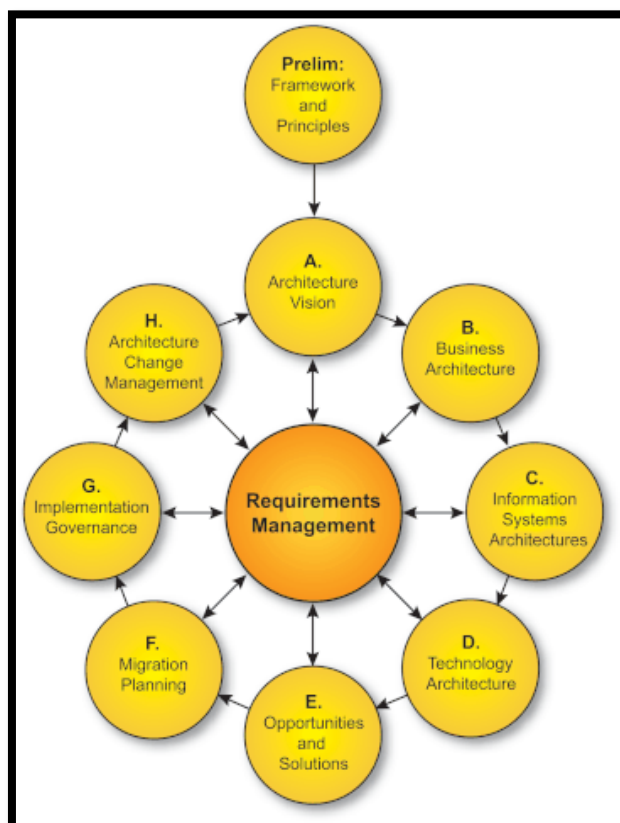 Prelim:
Framework
and
Principles
A.
Architecture
Vision
B.
Business
Architecture
C.
Information
Systems
Architectures
D.
Technology
Architecture
E.
Opportunities
and
Solutions
F.
Migration
Planning
G.
Implementation
Governance
H.
Architecture
Change
Management
Requirements
Management